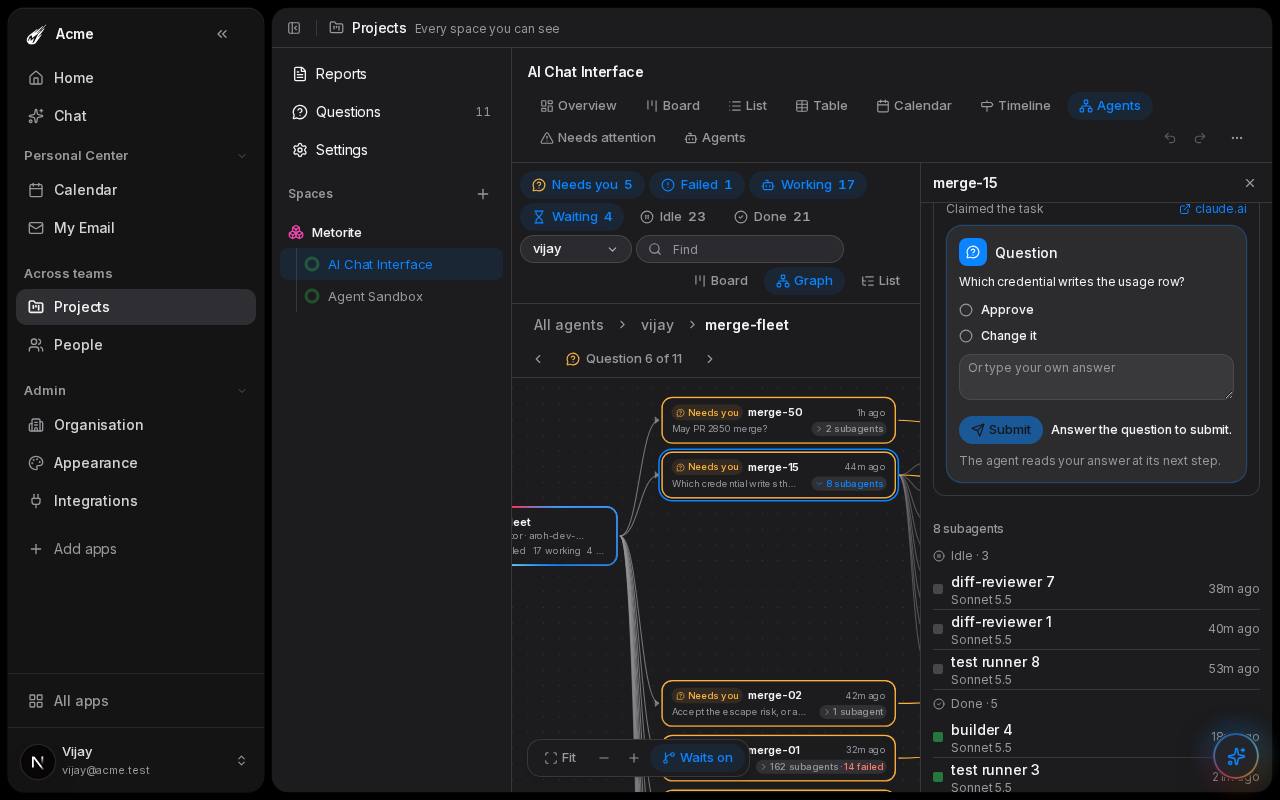 Acme
Home
Chat
Personal Center
Calendar
My Email
Across teams
Projects
People
Admin
Organisation
Appearance
Integrations
Add apps
All apps
Vijay
vijay@acme.test
Projects Every space you can see
Reports
Questions 11
Settings
Spaces
Metorite
AI Chat Interface
Agent Sandbox
AI Chat Interface
Overview Board List Table Calendar Timeline Agents
Needs attention Agents
Needs you 5 Failed 1 Working 17
Waiting 4 Idle 23 Done 21
vijay Find
Board Graph List
All agents vijay merge-fleet
Question 6 of 11
Needs you merge-50 1h ago
May PR 2850 merge? 2 subagents
Needs you merge-15 44m ago
Which credential writes th… 8 subagents
leet
or · aroh-dev-…
led 17 working 4 …
Needs you merge-02 42m ago
Accept the escape risk, or a… 1 subagent
merge-01 32m ago
162 subagents · 14 failed
Fit Waits on
merge-15
Claimed the task claude.ai
Question
Which credential writes the usage row?
Approve
Change it
Or type your own answer
Submit Answer the question to submit.
The agent reads your answer at its next step.
8 subagents
Idle · 3
diff-reviewer 7 38m ago
Sonnet 5.5
diff-reviewer 1 40m ago
Sonnet 5.5
test runner 8 53m ago
Sonnet 5.5
Done · 5
builder 4
Sonnet 5.5
test runner 3
Sonnet 5.5